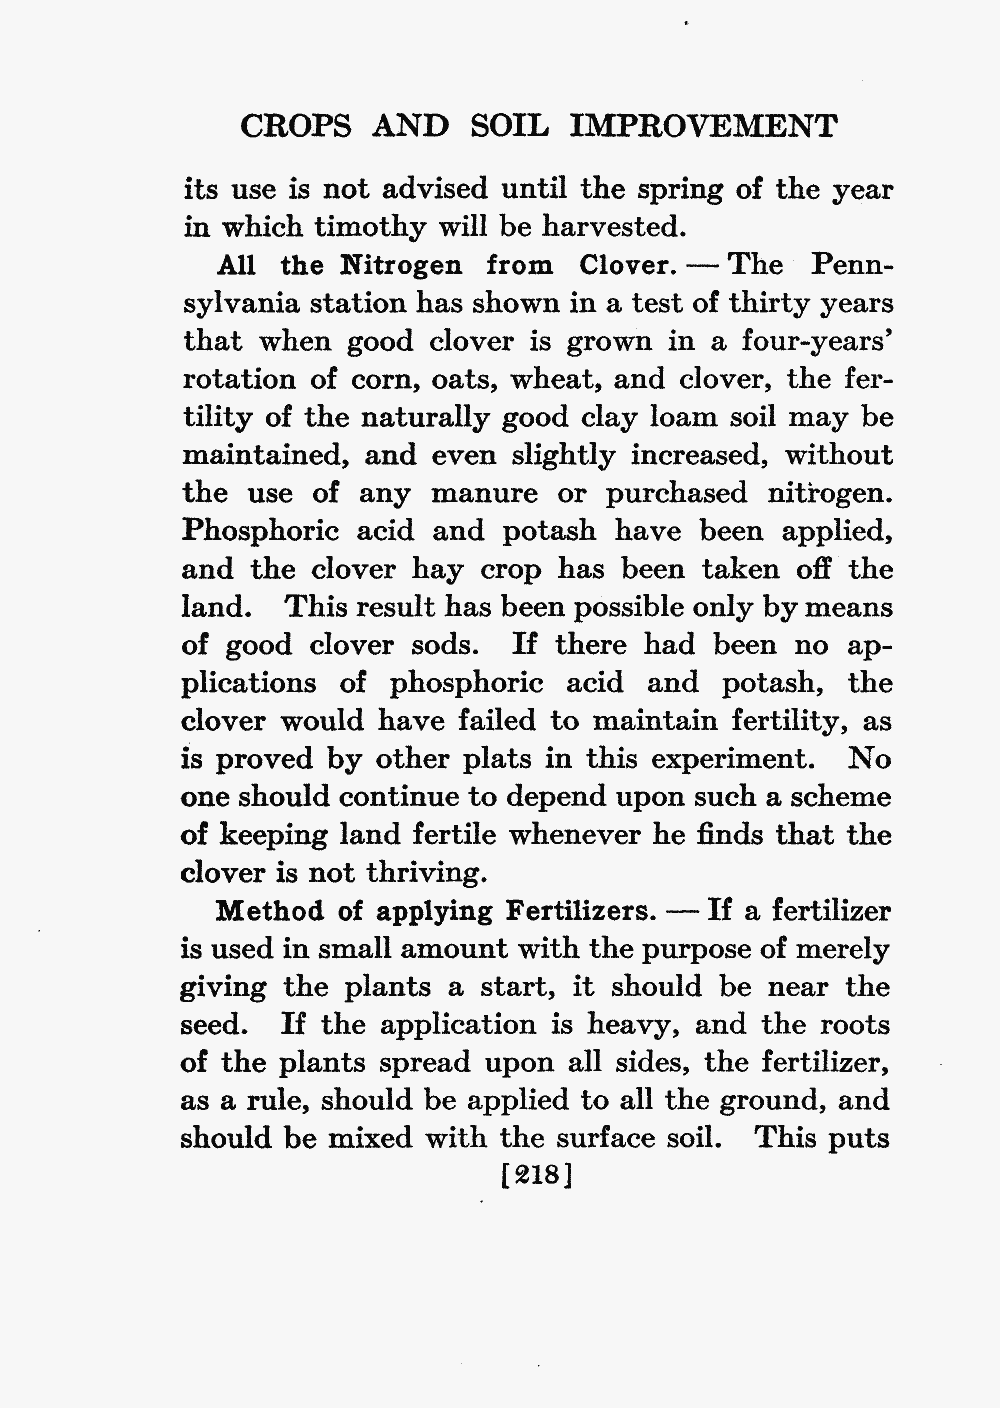 CROPS AND SOIL IMPROVEMENT
its use is not advised until the spring of the year
in which timothy will be harvested.
All the Nitrogen from Clover. — The Penn-
sylvania station has shown in a test of thirty years
that when good clover is grown in a four-years'
rotation of corn, oats, wheat, and clover, the fer-
tility of the naturally good clay loam soil may be
maintained, and even slightly increased, without
the use of any manure or purchased nitrogen.
Phosphoric acid and potash have been applied,
and the clover hay crop has been taken off the
land. This result has been possible only by means
of good clover sods. If there had been no ap-
plications of phosphoric acid and potash, the
clover would have failed to maintain fertility, as
is proved by other plats in this experiment. No
one should continue to depend upon such a scheme
of keeping land fertile whenever he finds that the
clover is not thriving.
Method of applying Fertilizers. — If a fertilizer
is used in small amount with the purpose of merely
giving the plants a start, it should be near the
seed. If the application is heavy, and the roots
of the plants spread upon all sides, the fertilizer,
as a rule, should be applied to all the ground, and
should be mixed with the surface soil. This puts
[218]